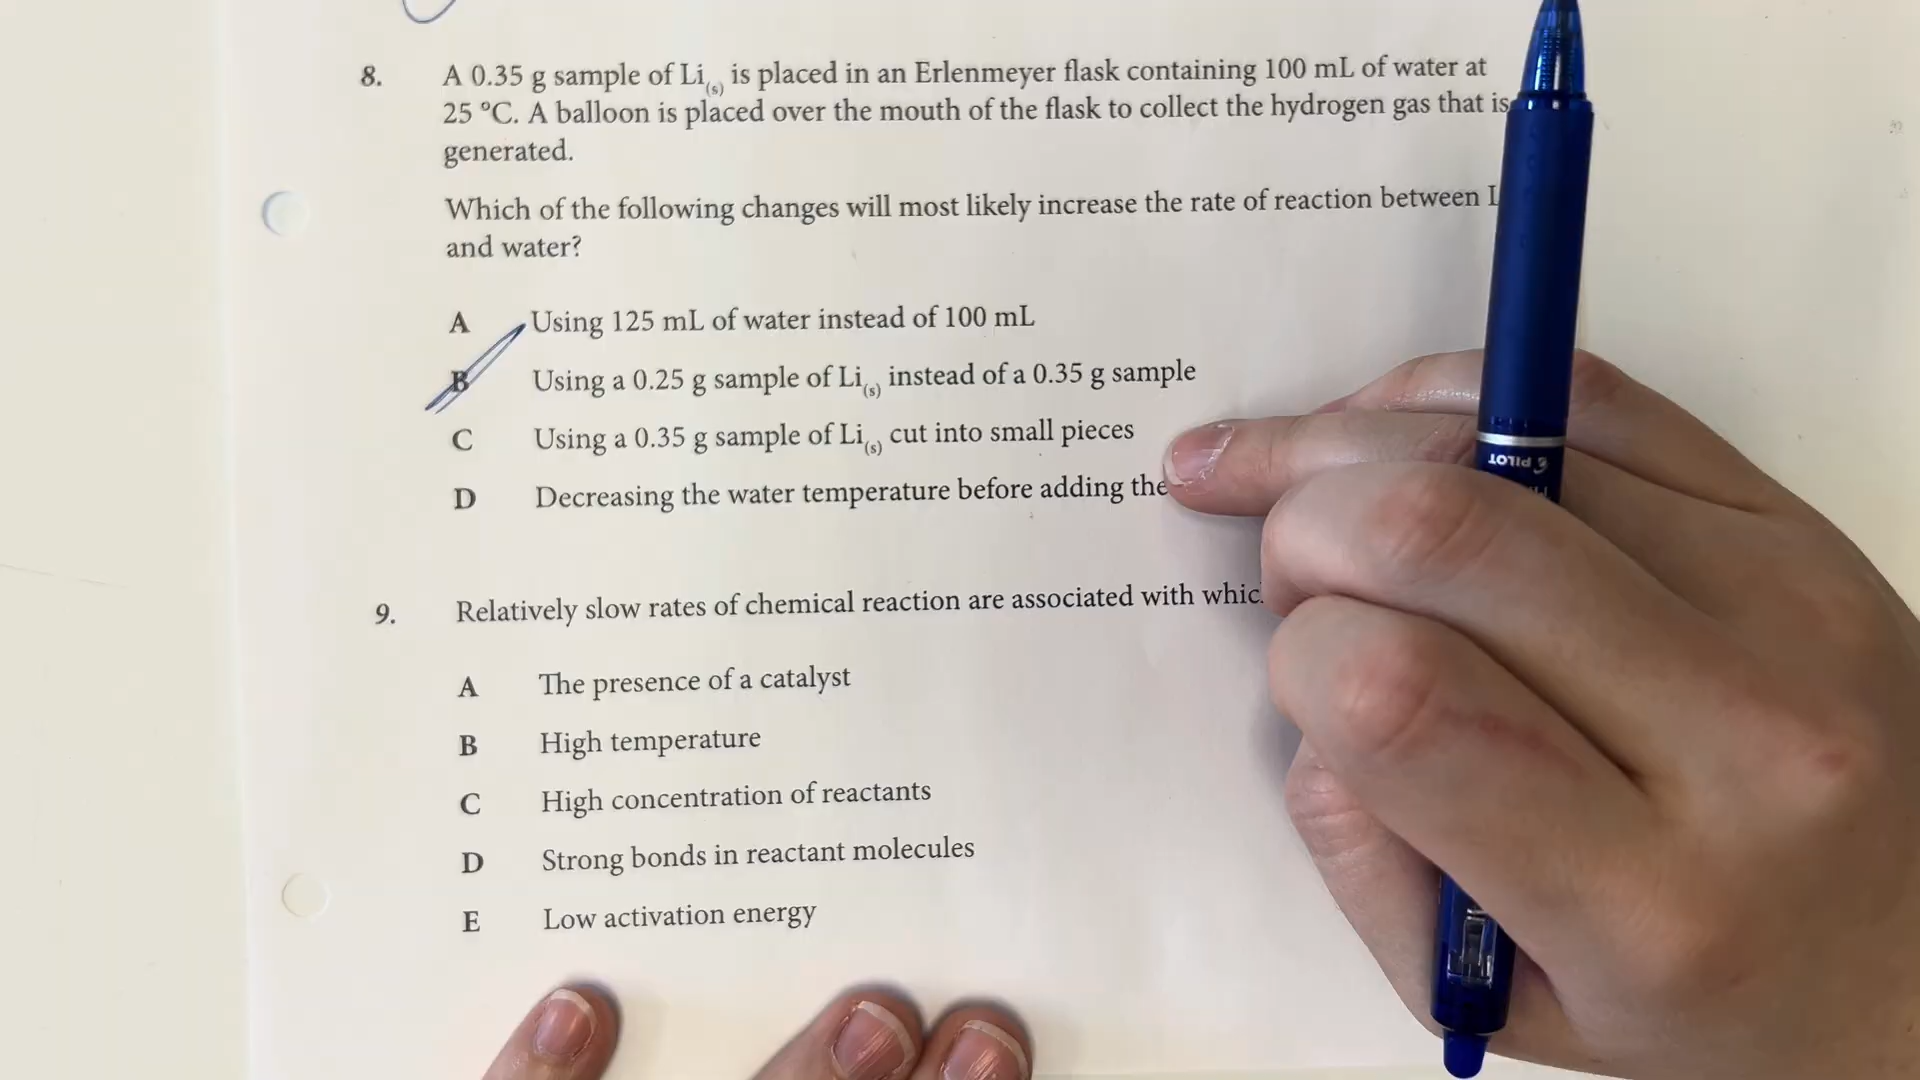 8. A 0.35 g sample of Li(s) is placed in an Erlenmeyer flask containing 100 mL of water at
25 °C. A balloon is placed over the mouth of the flask to collect the hydrogen gas that is
generated.
Which of the following changes will most likely increase the rate of reaction between
and water?
A Using 125 mL of water instead of 100 mL
B Using a 0.25 g sample of Li(s) instead of a 0.35 g sample
C Using a 0.35 g sample of Li(s) cut into small pieces
D Decreasing the water temperature before adding the
9. Relatively slow rates of chemical reaction are associated with
A The presence of a catalyst
B High temperature
C High concentration of reactants
D Strong bonds in reactant molecules
E Low activation energy
PILOT